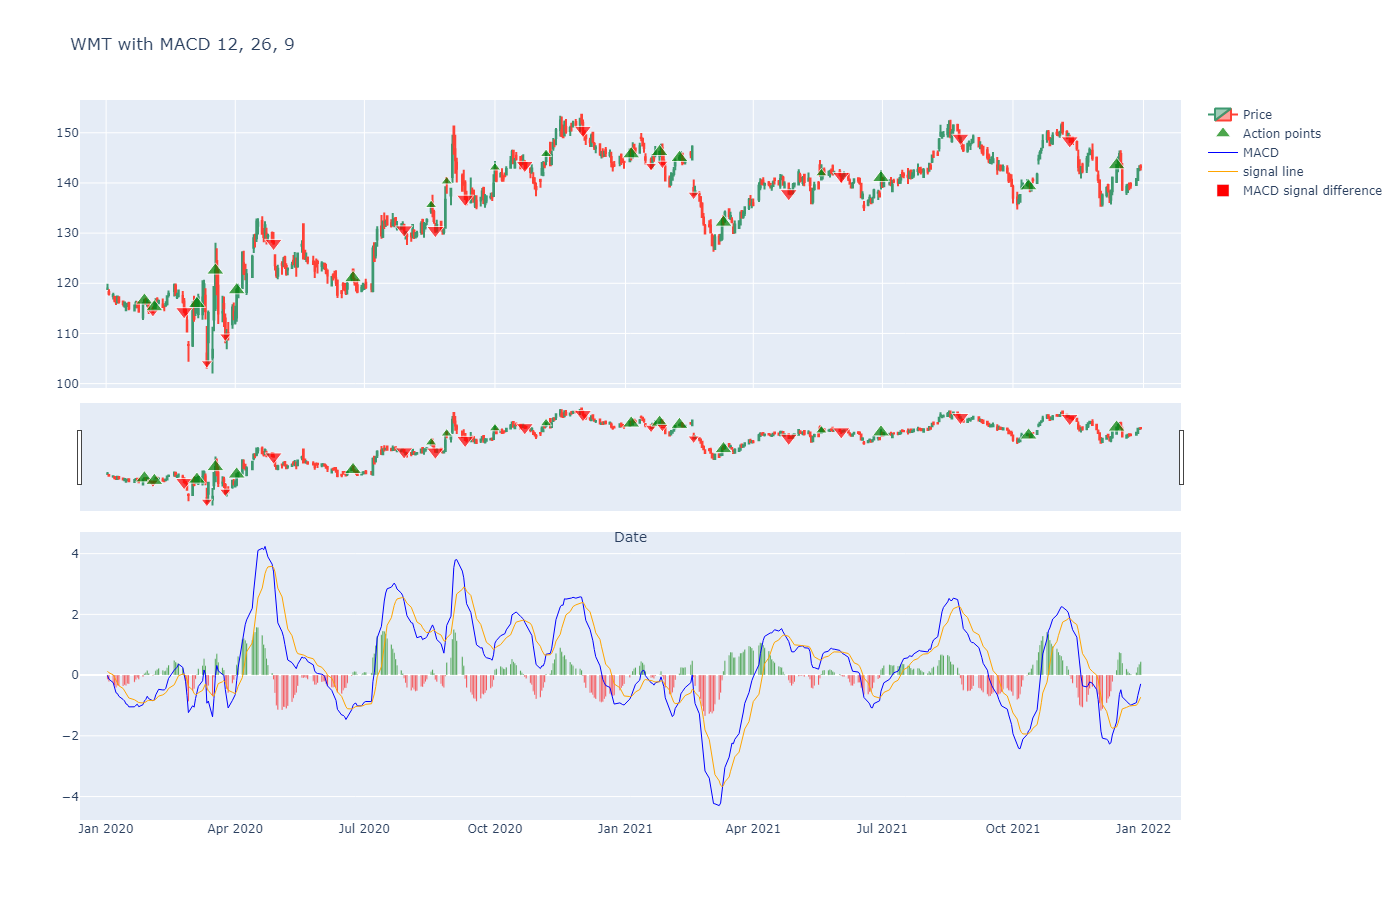 WMT with MACD 12, 26, 9
150
140
130
120
110
100
Price
Action points
MACD
signal line
MACD signal difference
Date
4
2
0
−2
−4
Jan 2020
Apr 2020
Jul 2020
Oct 2020
Jan 2021
Apr 2021
Jul 2021
Oct 2021
Jan 2022